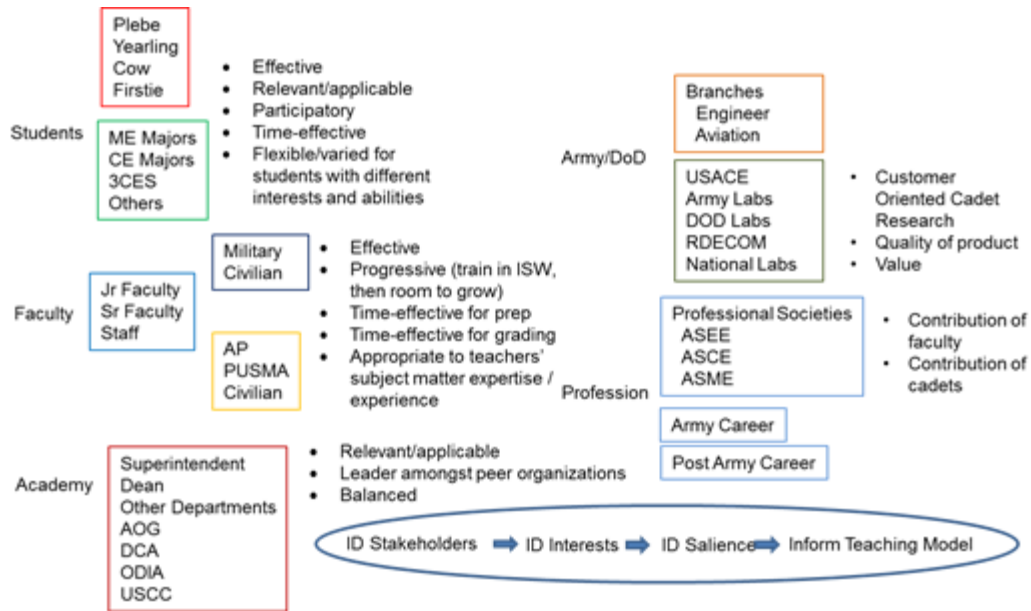 Students
Plebe
Yearling
Cow
Firstie
ME Majors
CE Majors
3CES
Others
• Effective
• Relevant/applicable
• Participatory
• Time-effective
• Flexible/varied for
students with different
interests and abilities
Faculty
Jr Faculty
Sr Faculty
Staff
Military
Civilian
AP
PUSMA
Civilian
• Effective
• Progressive (train in ISW,
then room to grow)
• Time-effective for prep
• Time-effective for grading
• Appropriate to teachers'
subject matter expertise /
experience
Academy
Superintendent
Dean
Other Departments
AOG
DCA
ODIA
USCC
• Relevant/applicable
• Leader amongst peer organizations
• Balanced
Army/DoD
Branches
Engineer
Aviation
USACE
Army Labs
DOD Labs
RDECOM
National Labs
• Customer
Oriented Cadet
Research
• Quality of product
• Value
Profession
Professional Societies
ASEE
ASCE
ASME
• Contribution of
faculty
• Contribution of
cadets
Army Career
Post Army Career
ID Stakeholders
ID Interests
ID Salience
Inform Teaching Model